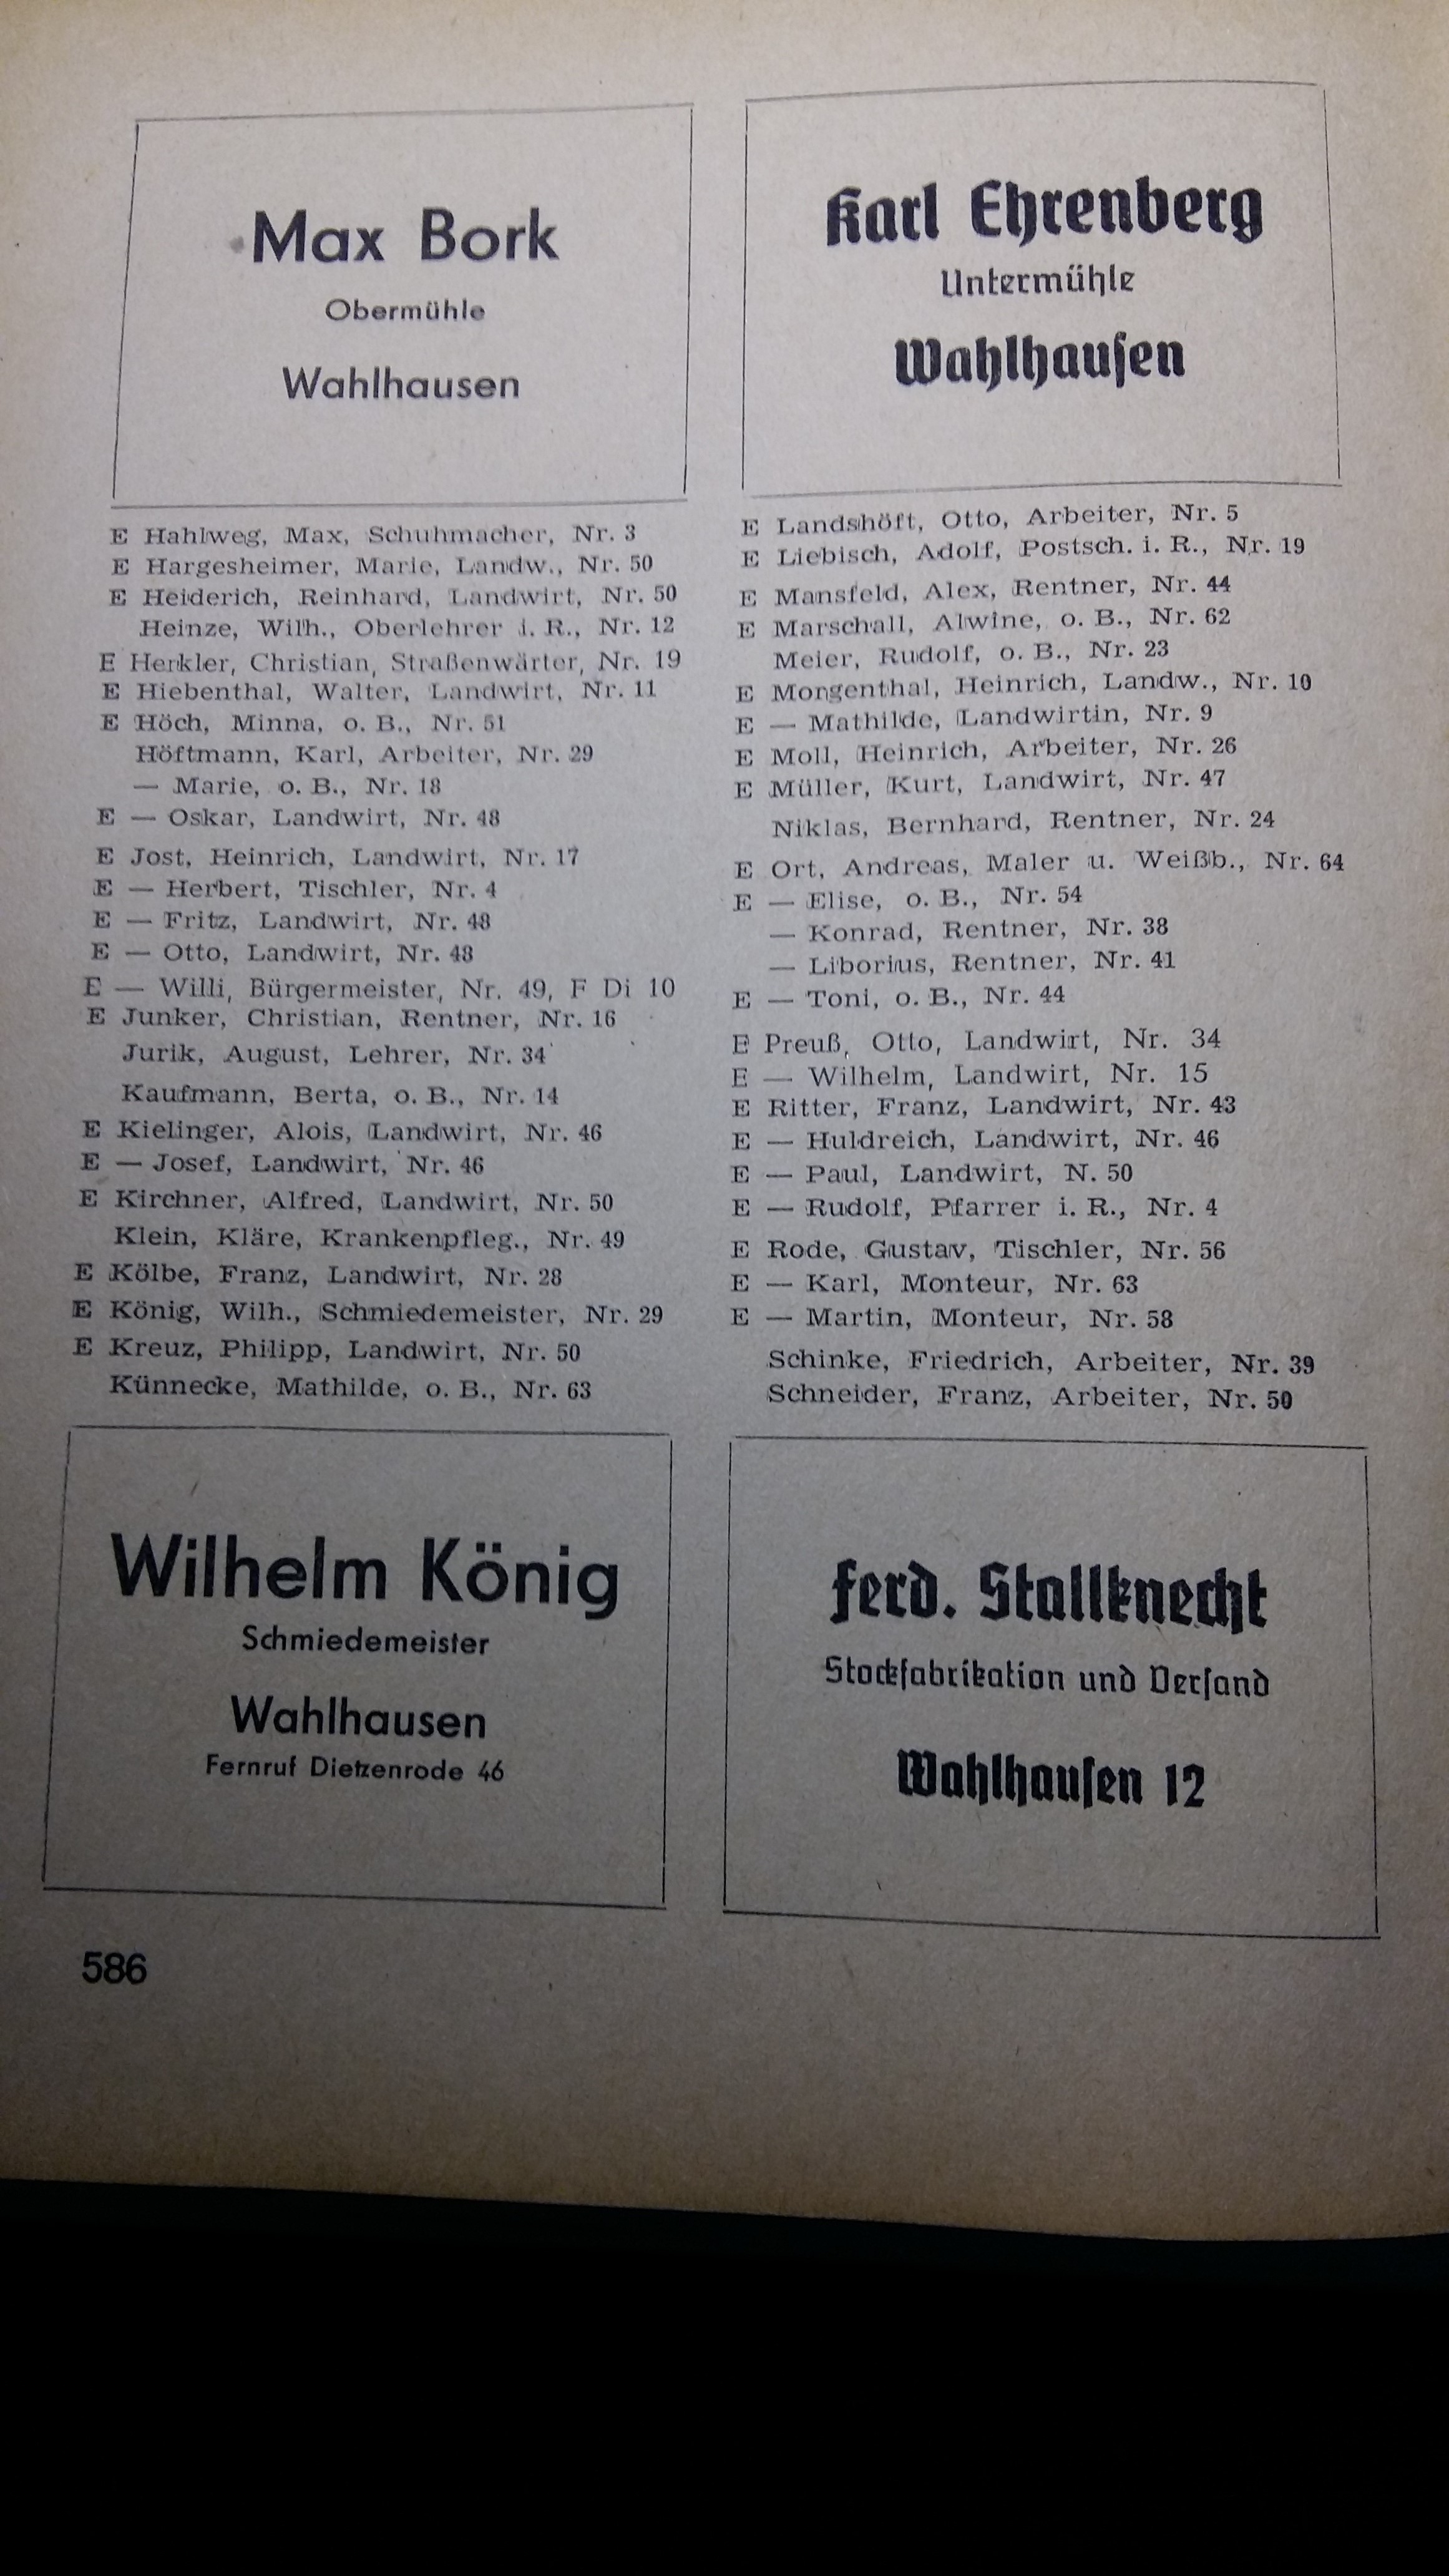 Max Bork
Obermühle
Wahlhausen
Karl Ehrenberg
Untermühle
Wahlhausen
E Hahlweg, Max, Schuhmacher, Nr. 3
E Hargesheimer, Marie, Landw., Nr. 50
E Heiderich, Reinhard, Landwirt, Nr. 50
Heinze, Wilh., Oberlehrer i. R., Nr. 12
E Herkler, Christian, Straßenwärter, Nr. 19
E Hiebenthal, Walter, Landwirt, Nr. 11
E Höch, Minna, o. B., Nr. 51
Höftmann, Karl, Arbeiter, Nr. 29
— Marie, o. B., Nr. 18
E — Oskar, Landwirt, Nr. 48
E Jost, Heinrich, Landwirt, Nr. 17
E — Herbert, Tischler, Nr. 4
E — Fritz, Landwirt, Nr. 48
E — Otto, Landwirt, Nr. 48
E — Willi, Bürgermeister, Nr. 49, F Di 10
E Junker, Christian, Rentner, Nr. 16
Jurik, August, Lehrer, Nr. 34
Kaufmann, Berta, o. B., Nr. 14
E Kielinger, Alois, Landwirt, Nr. 46
E — Josef, Landwirt, Nr. 46
E Kirchner, Alfred, Landwirt, Nr. 50
Klein, Kläre, Krankenpfleg., Nr. 49
E Kölbe, Franz, Landwirt, Nr. 28
E König, Wilh., Schmiedemeister, Nr. 29
E Kreuz, Philipp, Landwirt, Nr. 50
Künnecke, Mathilde, o. B., Nr. 63
E Landshöft, Otto, Arbeiter, Nr. 5
E Liebisch, Adolf, Postsch. i. R., Nr. 19
E Mansfeld, Alex, Rentner, Nr. 44
E Marschall, Alwine, o. B., Nr. 62
Meier, Rudolf, o. B., Nr. 23
E Morgenthal, Heinrich, Landw., Nr. 10
E — Mathilde, Landwirtin, Nr. 9
E Moll, Heinrich, Arbeiter, Nr. 26
E Müller, Kurt, Landwirt, Nr. 47
Niklas, Bernhard, Rentner, Nr. 24
E Ort, Andreas, Maler u. Weißb., Nr. 64
E — Elise, o. B., Nr. 54
— Konrad, Rentner, Nr. 38
— Liborius, Rentner, Nr. 41
E — Toni, o. B., Nr. 44
E Preuß, Otto, Landwirt, Nr. 34
E — Wilhelm, Landwirt, Nr. 15
E Ritter, Franz, Landwirt, Nr. 43
E — Huldreich, Landwirt, Nr. 46
E — Paul, Landwirt, N. 50
E — Rudolf, Pfarrer i. R., Nr. 4
E Rode, Gustav, Tischler, Nr. 56
E — Karl, Monteur, Nr. 63
E — Martin, Monteur, Nr. 58
Schinke, Friedrich, Arbeiter, Nr. 39
Schneider, Franz, Arbeiter, Nr. 50
Wilhelm König
Schmiedemeister
Wahlhausen
Fernruf Dietzenrode 46
Ferd. Stallknecht
Stockfabrikation und Versand
Wahlhausen 12
586